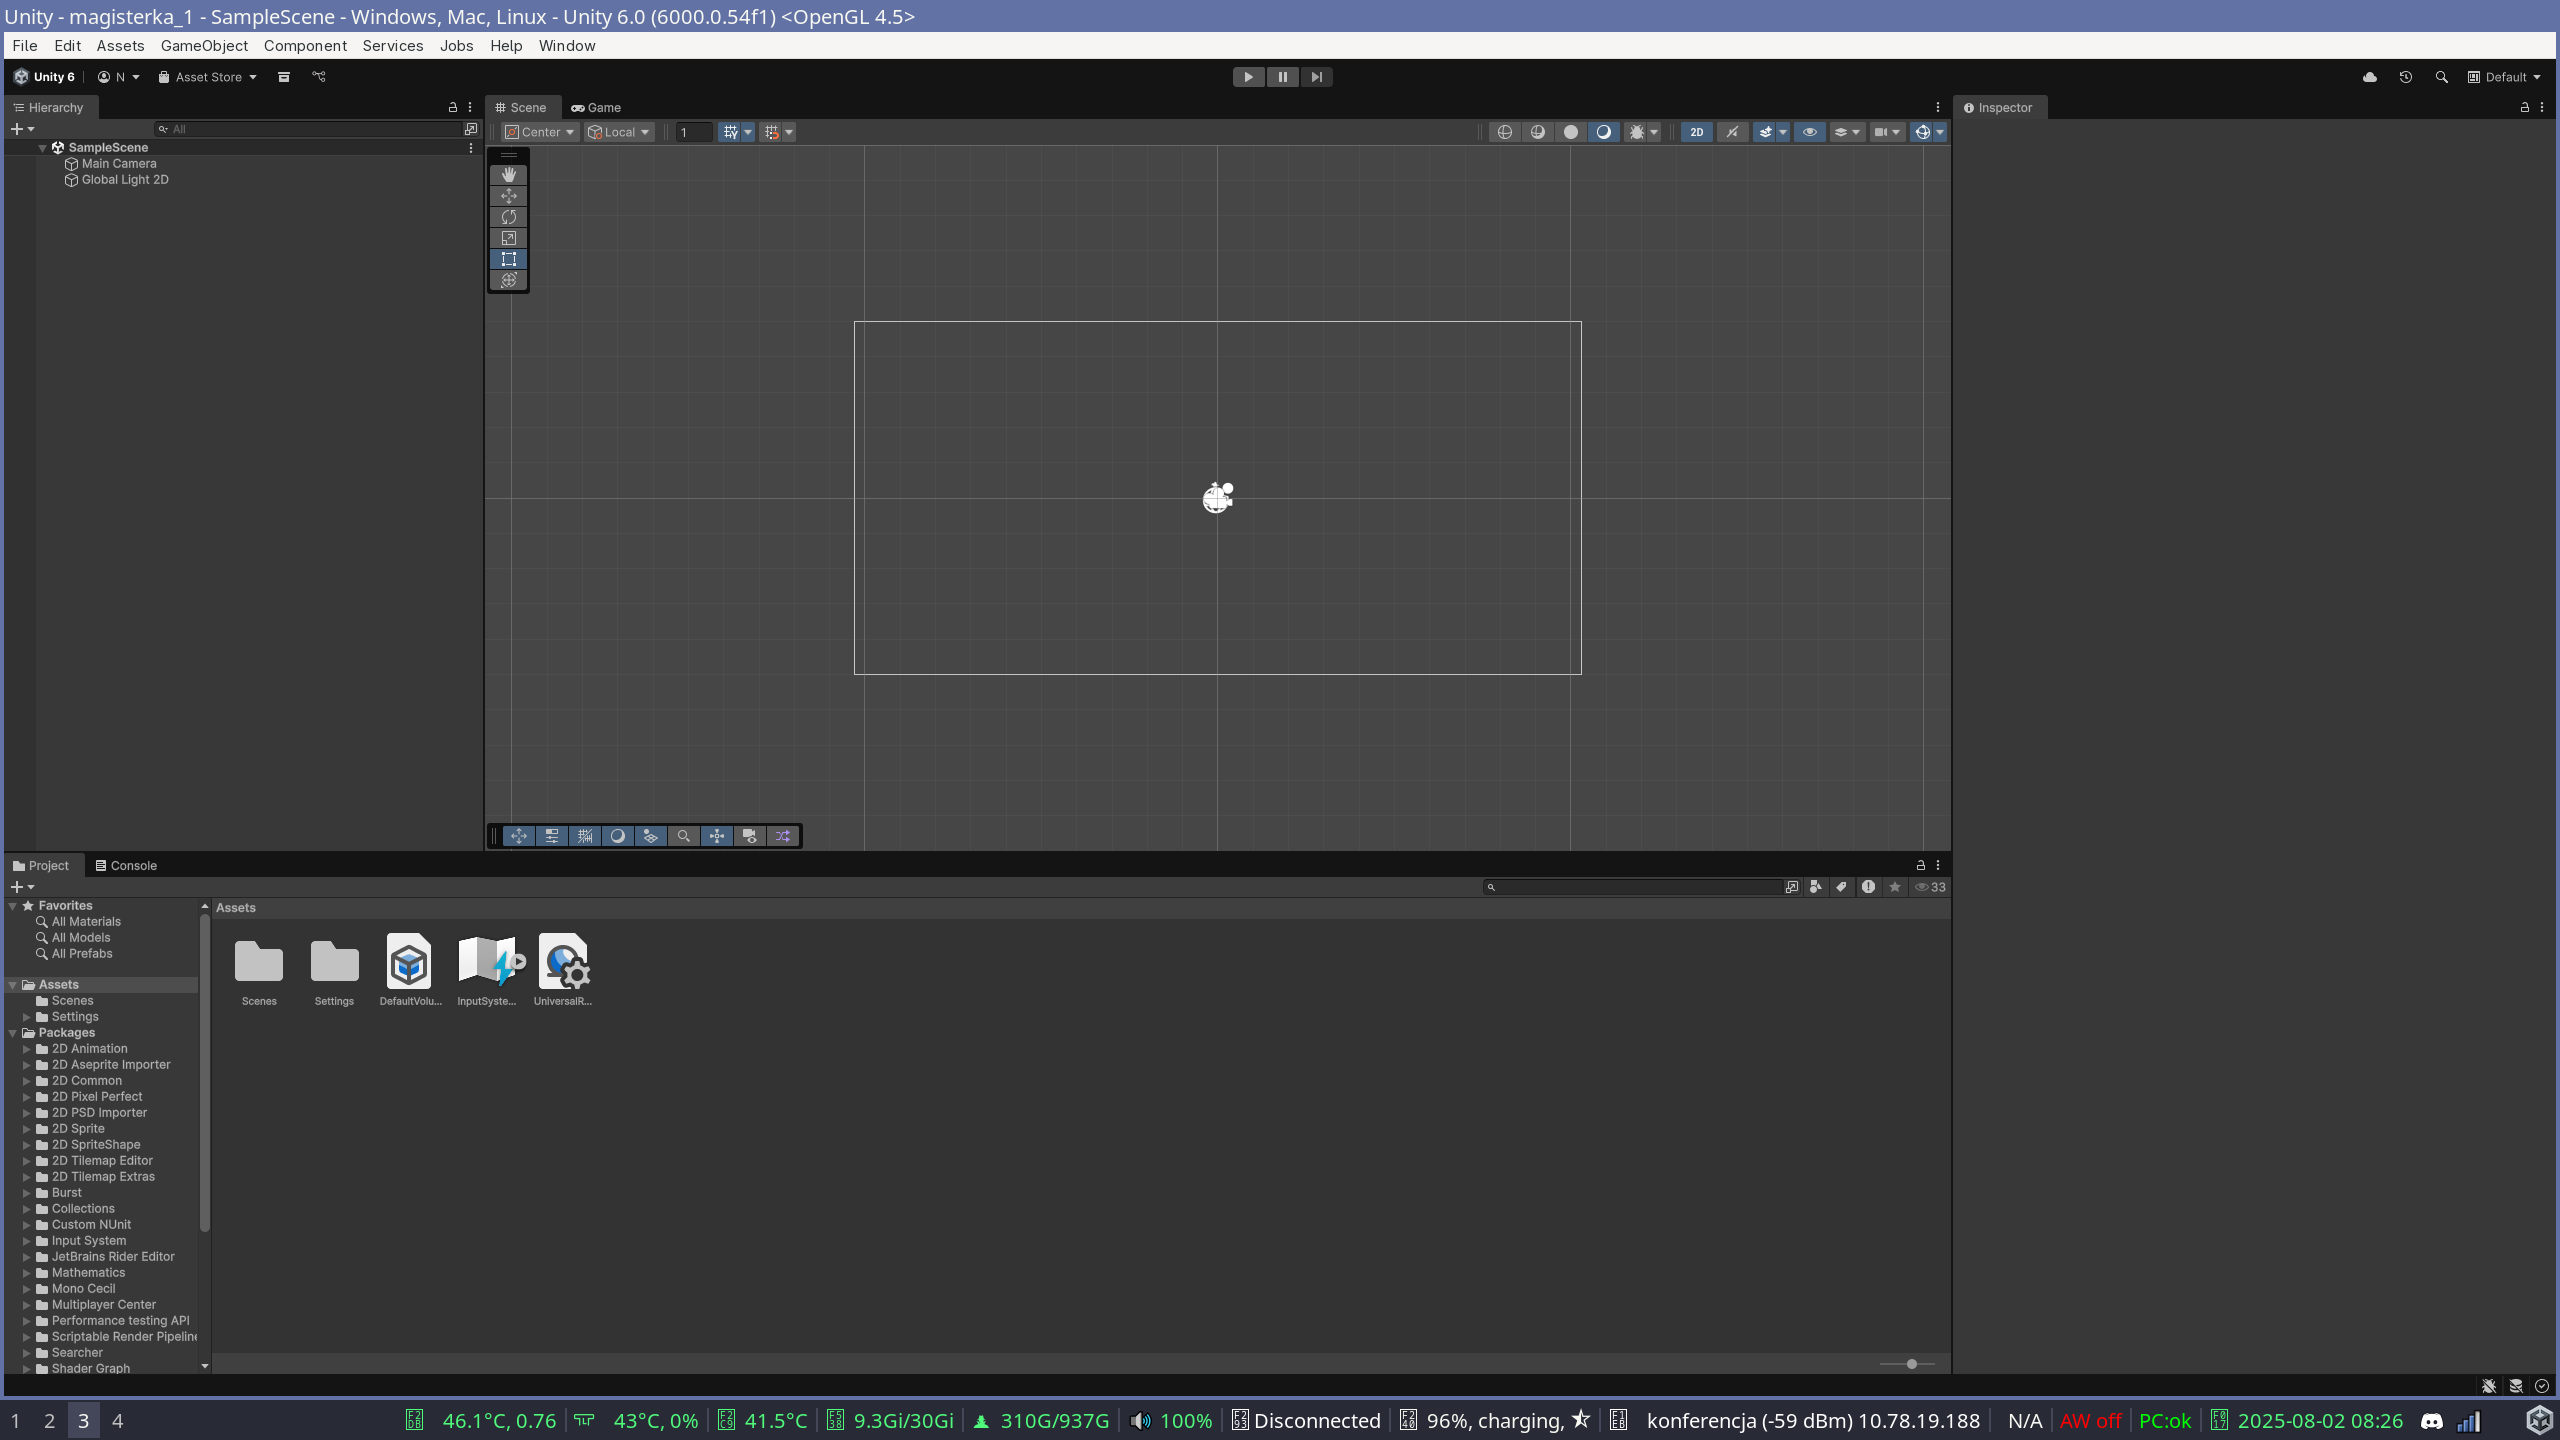 Unity - magisterka_1 - SampleScene - Windows, Mac, Linux - Unity 6.0 (6000.0.54f1) <OpenGL 4.5>
File Edit Assets GameObject Component Services Jobs Help Window
Unity 6 N Asset Store Default
Hierarchy
All
SampleScene
Main Camera
Global Light 2D
Scene Game
Center Local 1 2D
Inspector
Project Console
33
Favorites
All Materials
All Models
All Prefabs
Assets
Scenes
Settings
Packages
2D Animation
2D Aseprite Importer
2D Common
2D Pixel Perfect
2D PSD Importer
2D Sprite
2D SpriteShape
2D Tilemap Editor
2D Tilemap Extras
Burst
Collections
Custom NUnit
Input System
JetBrains Rider Editor
Mathematics
Mono Cecil
Multiplayer Center
Performance testing API
Scriptable Render Pipeline
Searcher
Shader Graph
Assets
Scenes Settings DefaultVolu... InputSyste... UniversalR...
1 2 3 4 46.1°C, 0.76 43°C, 0% 41.5°C 9.3Gi/30Gi 310G/937G 100% Disconnected 96%, charging, konferencja (-59 dBm) 10.78.19.188 N/A AW off PC:ok 2025-08-02 08:26